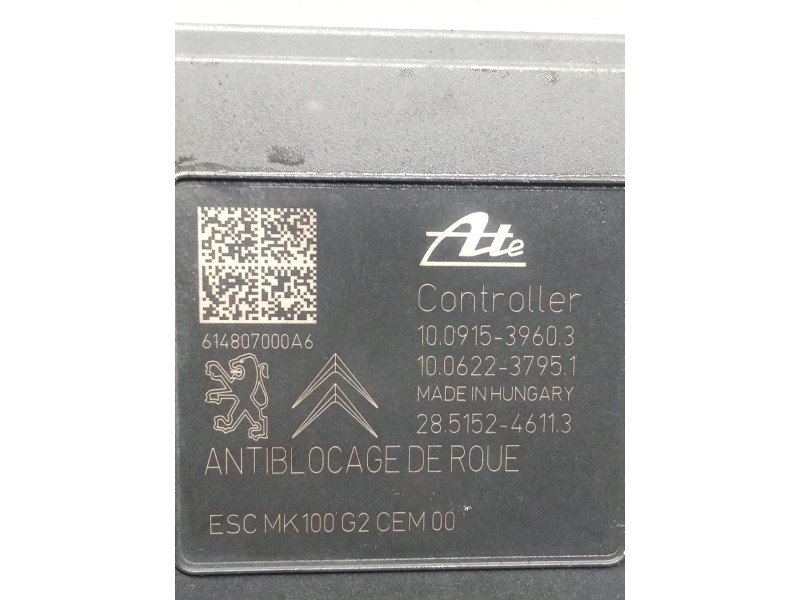 Ate
Controller
614807000A6
10.0915-3960.3
10.0622-3795.1
MADE IN HUNGARY
28.5152-4611.3
ANTIBLOCAGE DE ROUE
ESC MK100 G2 CEM 00